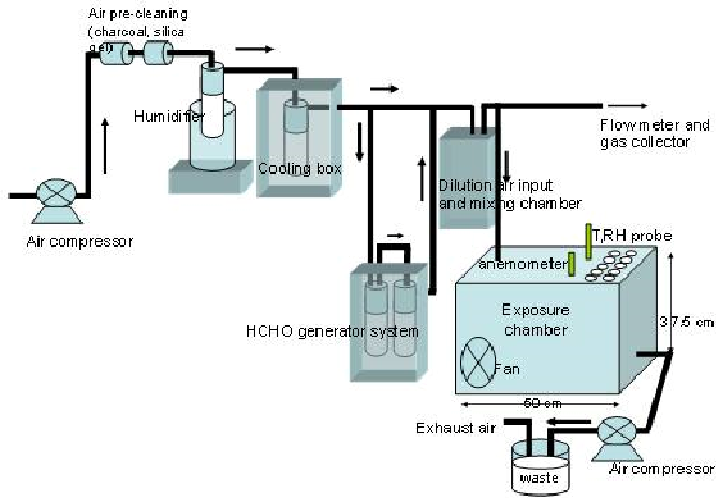 Air pre-cleaning
(charcoal, silica
gel)
Humidifier
Cooling box
Flow meter and
gas collector
Dilution air input
and mixing chamber
Air compressor
T,RH probe
anemometer
HCHO generator system
Exposure
chamber
37.5 cm
Fan
50 cm
Exhaust air
waste
Air compressor